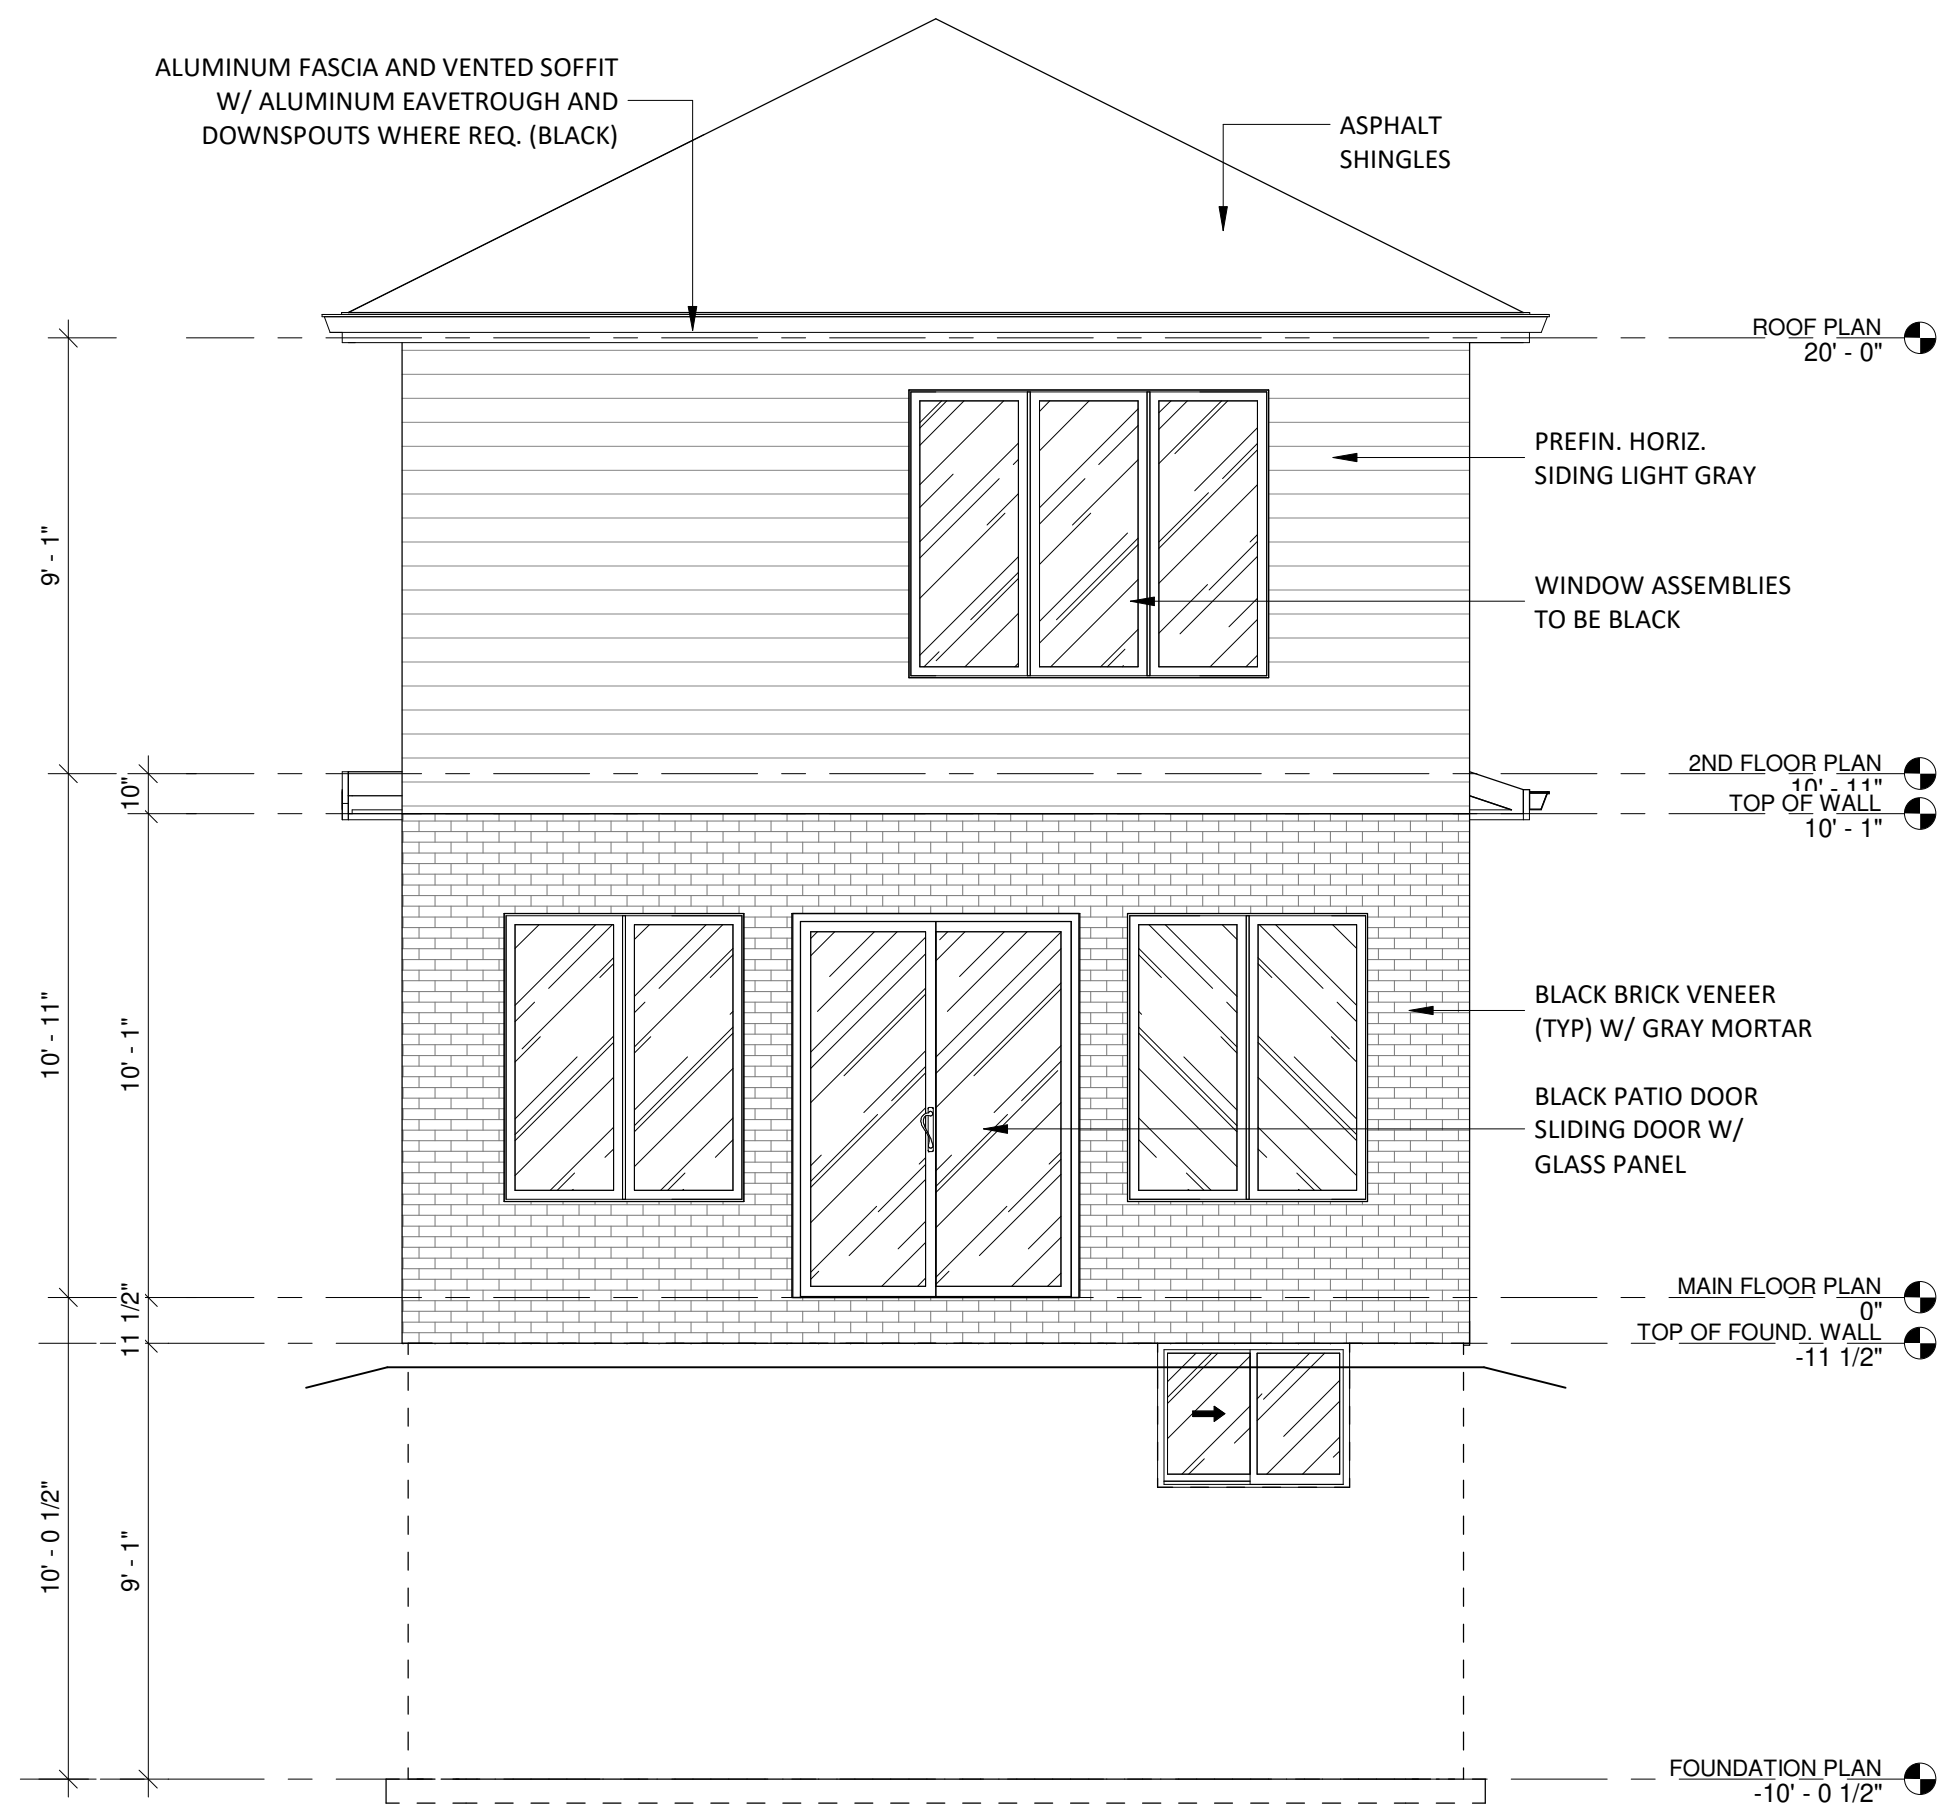 ALUMINUM FASCIA AND VENTED SOFFIT
W/ ALUMINUM EAVETROUGH AND
DOWNSPOUTS WHERE REQ. (BLACK)
ASPHALT
SHINGLES
ROOF PLAN
20' - 0"
PREFIN. HORIZ.
SIDING LIGHT GRAY
9' - 1"
WINDOW ASSEMBLIES
TO BE BLACK
2ND FLOOR PLAN
10' - 11"
10"
TOP OF WALL
10' - 1"
BLACK BRICK VENEER
(TYP) W/ GRAY MORTAR
10' - 11"
10' - 1"
BLACK PATIO DOOR
SLIDING DOOR W/
GLASS PANEL
MAIN FLOOR PLAN
0"
11 1/2"
TOP OF FOUND. WALL
-11 1/2"
10' - 0 1/2"
9' - 1"
FOUNDATION PLAN
-10' - 0 1/2"